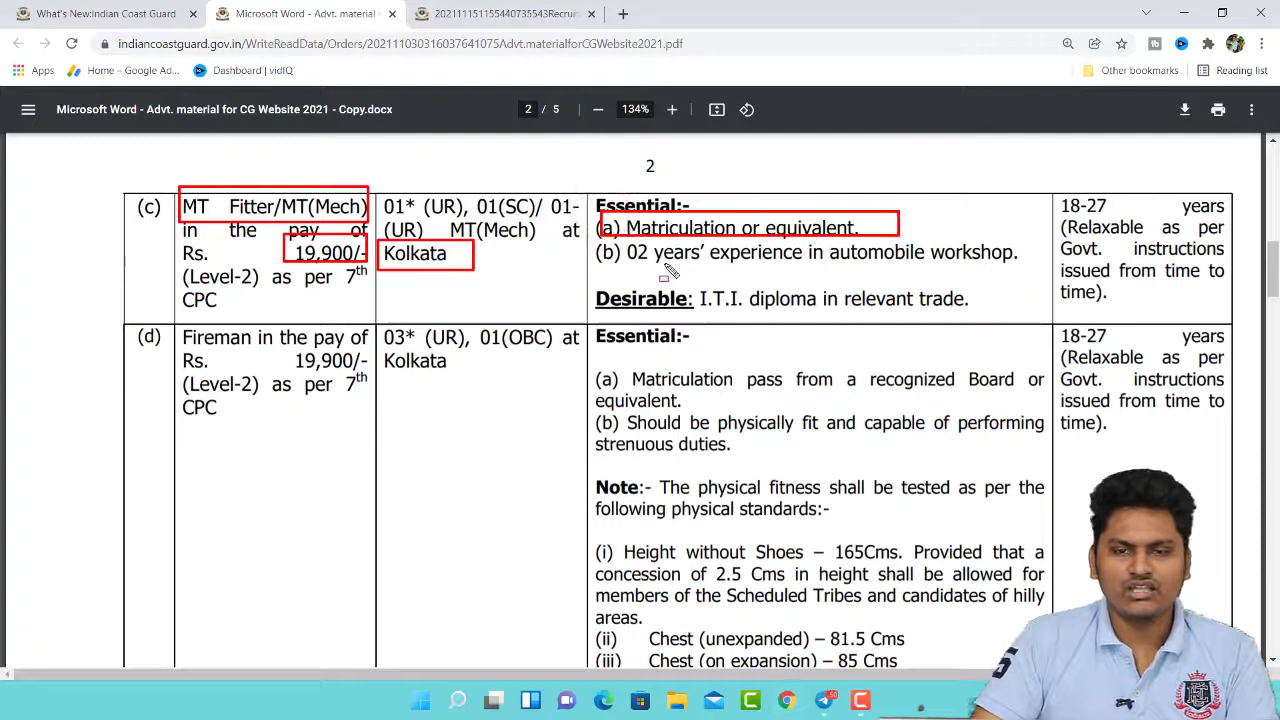 What's New:Indian Coast Guard
Microsoft Word - Advt. material
20211115115440735543Recruit
indiancoastguard.gov.in/WriteReadData/Orders/202111030316037641075Advt.materialforCGWebsite2021.pdf
Apps
Home – Google Ad...
Dashboard | vidIQ
Other bookmarks
Reading list
Microsoft Word - Advt. material for CG Website 2021 - Copy.docx
2 / 5
134%
2
(c)
MT Fitter/MT(Mech)
in the pay of
Rs. 19,900/-
(Level-2) as per 7th
CPC
01* (UR), 01(SC)/ 01-
(UR) MT(Mech) at
Kolkata
Essential:-
(a) Matriculation or equivalent.
(b) 02 years’ experience in automobile workshop.
Desirable: I.T.I. diploma in relevant trade.
18-27 years
(Relaxable as per
Govt. instructions
issued from time to
time).
(d)
Fireman in the pay of
Rs. 19,900/-
(Level-2) as per 7th
CPC
03* (UR), 01(OBC) at
Kolkata
Essential:-
(a) Matriculation pass from a recognized Board or
equivalent.
(b) Should be physically fit and capable of performing
strenuous duties.
Note:- The physical fitness shall be tested as per the
following physical standards:-
(i) Height without Shoes – 165Cms. Provided that a
concession of 2.5 Cms in height shall be allowed for
members of the Scheduled Tribes and candidates of hilly
areas.
(ii) Chest (unexpanded) – 81.5 Cms
(iii) Chest (on expansion) – 85 Cms
18-27 years
(Relaxable as per
Govt. instructions
issued from time to
time).
50